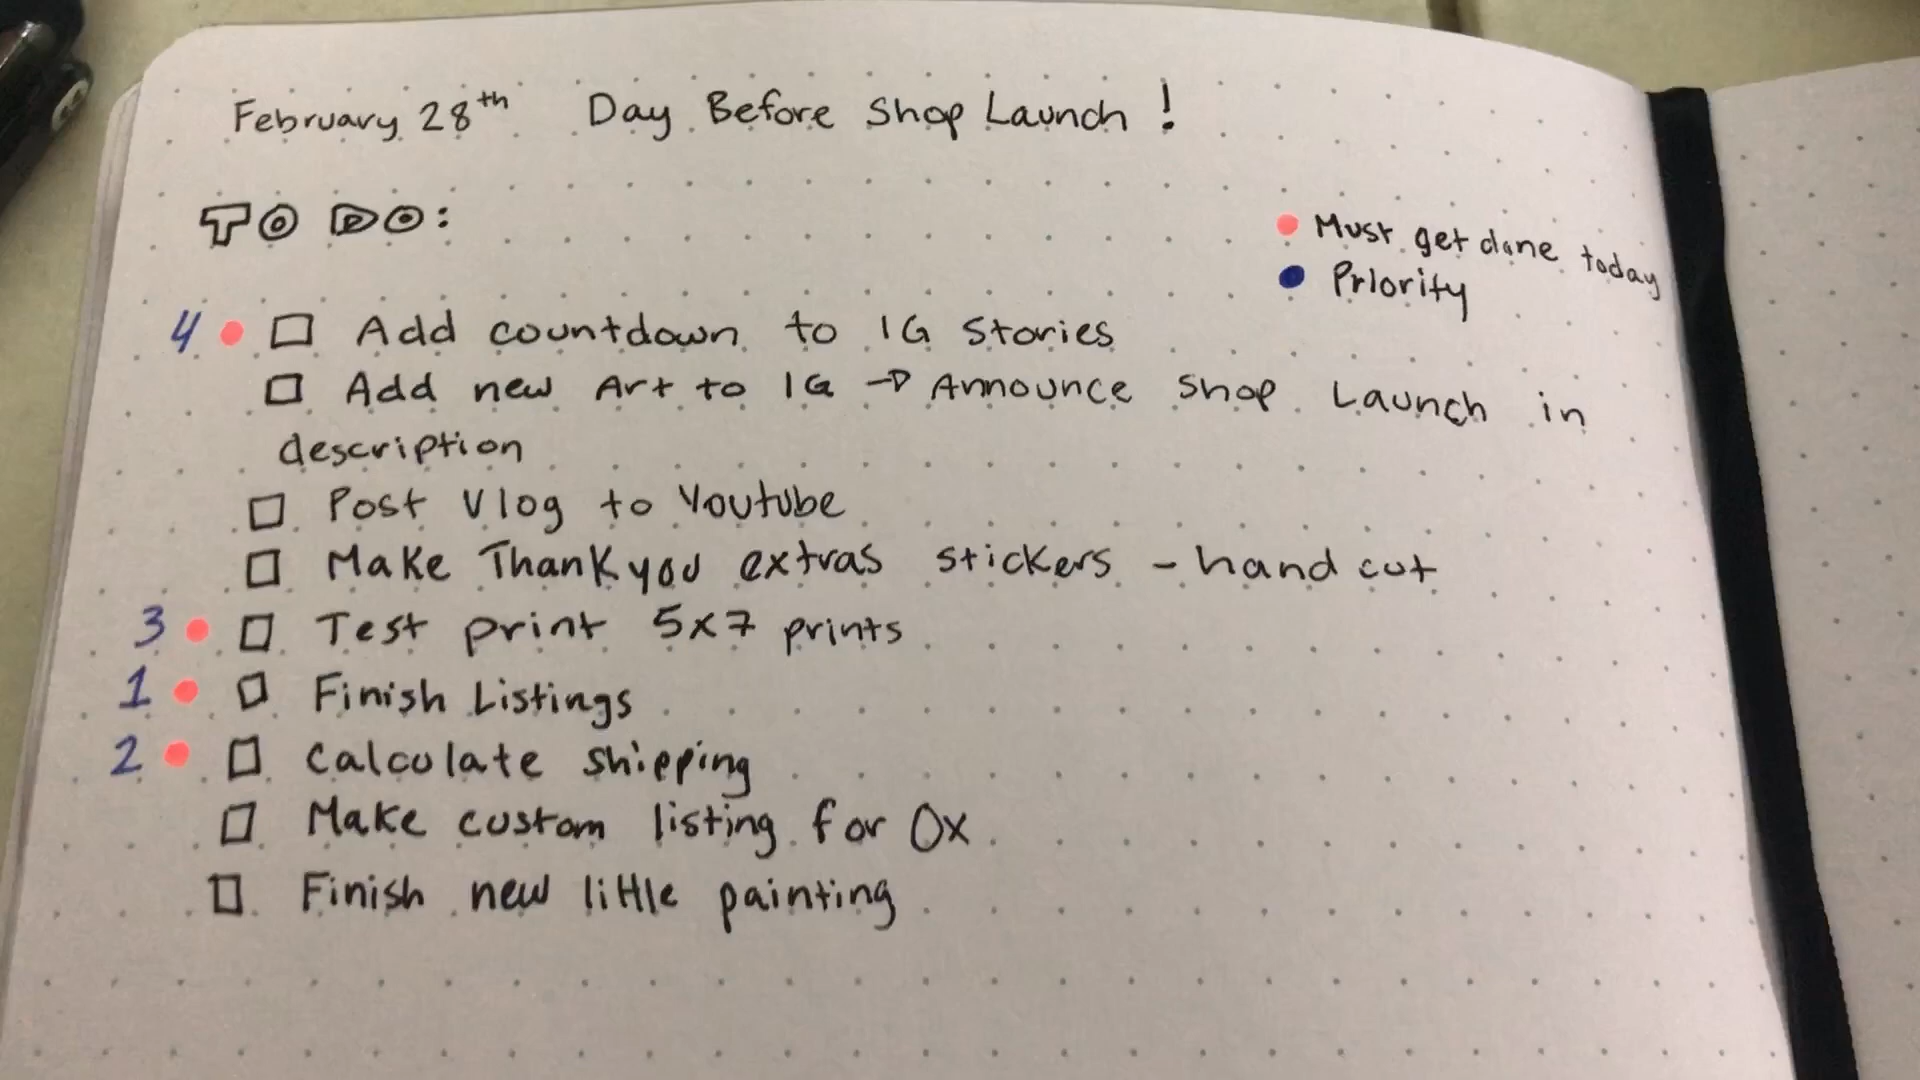 February 28th Day Before Shop Launch!
TO DO:
Must get done today
Priority
4 Add countdown to IG Stories
Add new Art to IG → Announce shop Launch in
description
Post Vlog to Youtube
Make Thank you extras stickers - hand cut
3 Test print 5x7 prints
1 Finish Listings
2 Calculate shipping
Make custom listing for Ox
Finish new little painting